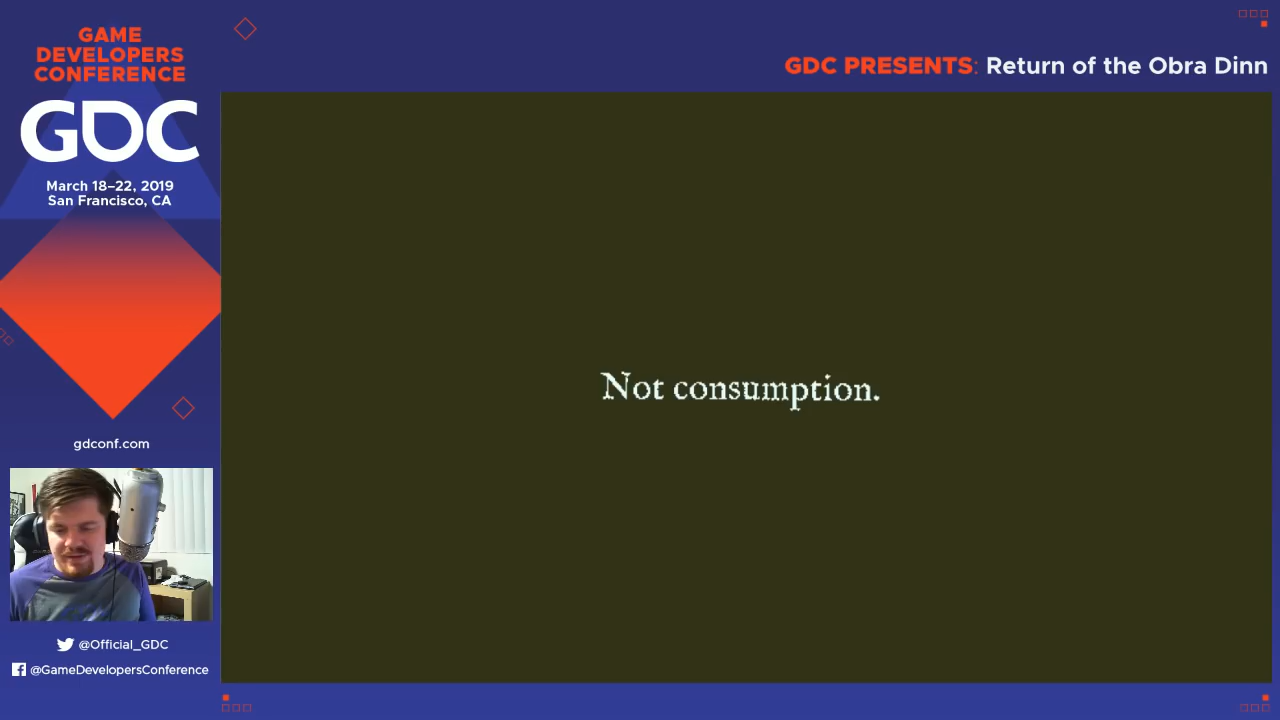 GAME
DEVELOPERS
CONFERENCE
GDC
March 18–22, 2019
San Francisco, CA
GDC PRESENTS: Return of the Obra Dinn
Not consumption.
gdconf.com
@Official_GDC
@GameDevelopersConference